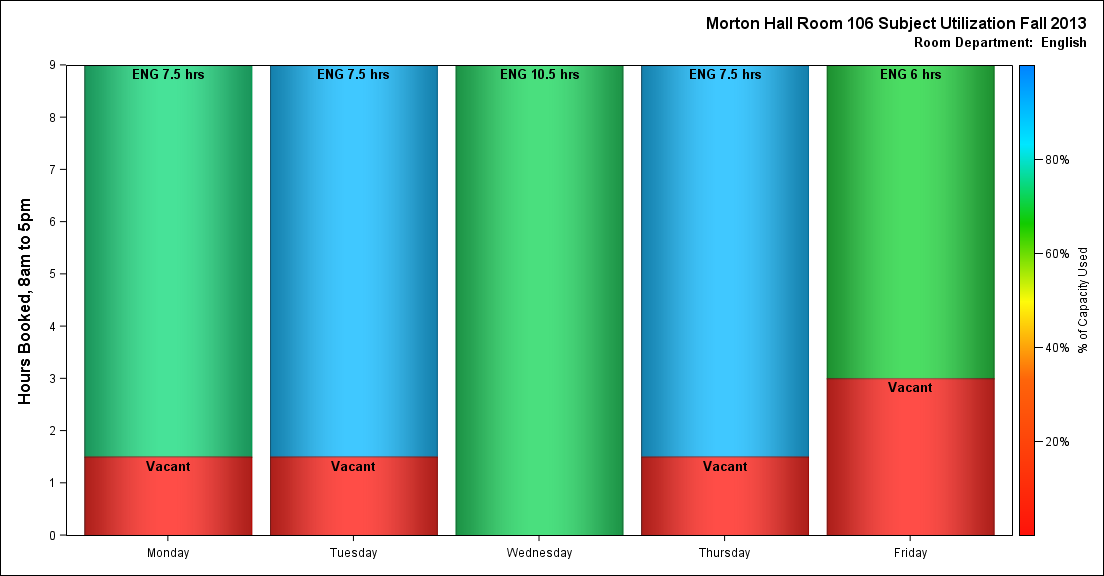 Morton Hall Room 106 Subject Utilization Fall 2013
Room Department: English
Hours Booked, 8am to 5pm
9
8
7
6
5
4
3
2
1
0
ENG 7.5 hrs
ENG 7.5 hrs
ENG 10.5 hrs
ENG 7.5 hrs
ENG 6 hrs
Vacant
Vacant
Vacant
Vacant
Monday
Tuesday
Wednesday
Thursday
Friday
80%
60%
40%
20%
% of Capacity Used